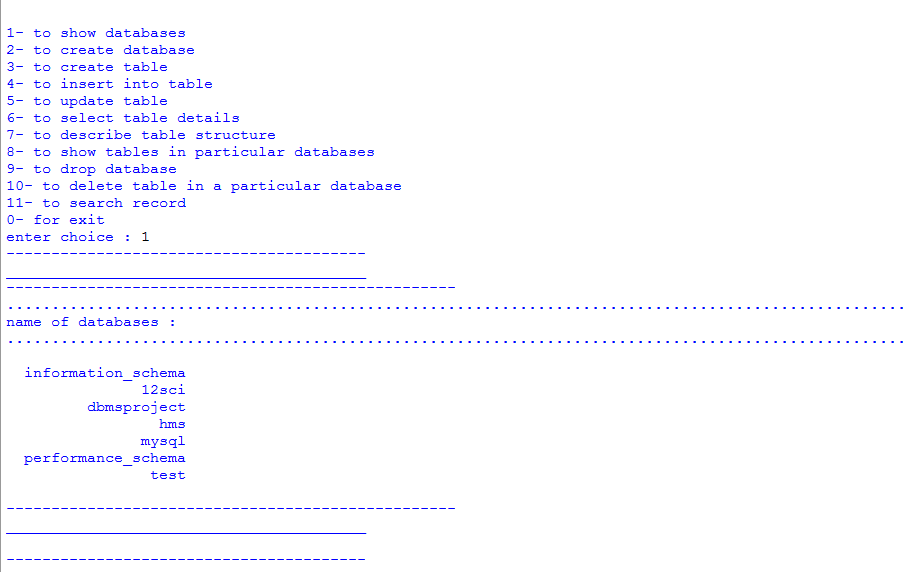 1- to show databases
2- to create database
3- to create table
4- to insert into table
5- to update table
6- to select table details
7- to describe table structure
8- to show tables in particular databases
9- to drop database
10- to delete table in a particular database
11- to search record
0- for exit
enter choice : 1
----------------------------------------
________________________________________
--------------------------------------------------
....................................................................................................
name of databases :
....................................................................................................
information_schema
12sci
dbmsproject
hms
mysql
performance_schema
test
--------------------------------------------------
________________________________________
----------------------------------------